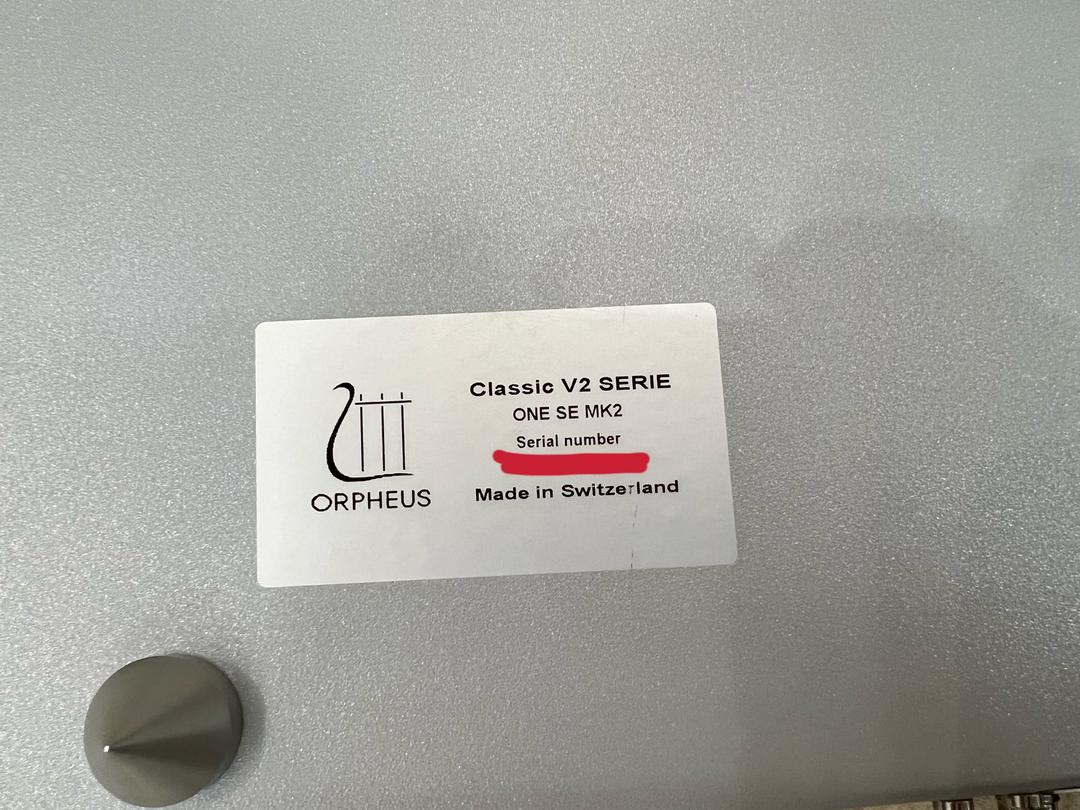 Classic V2 SERIE
ONE SE MK2
Serial number
Made in Switzerland
ORPHEUS